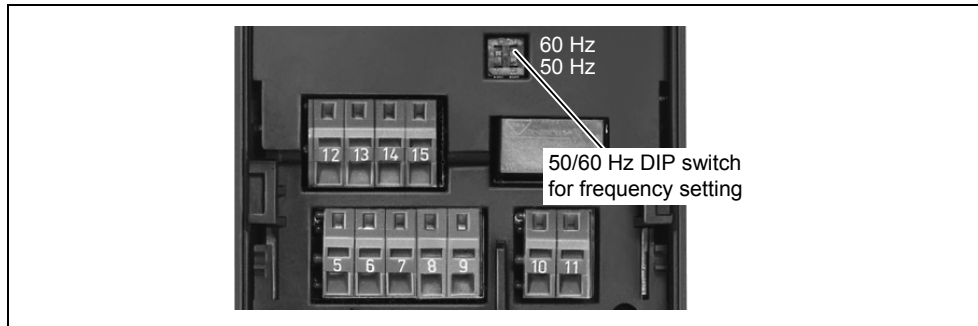 60 Hz
50 Hz
12 13 14 15
50/60 Hz DIP switch
for frequency setting
5 6 7 8 9 10 11